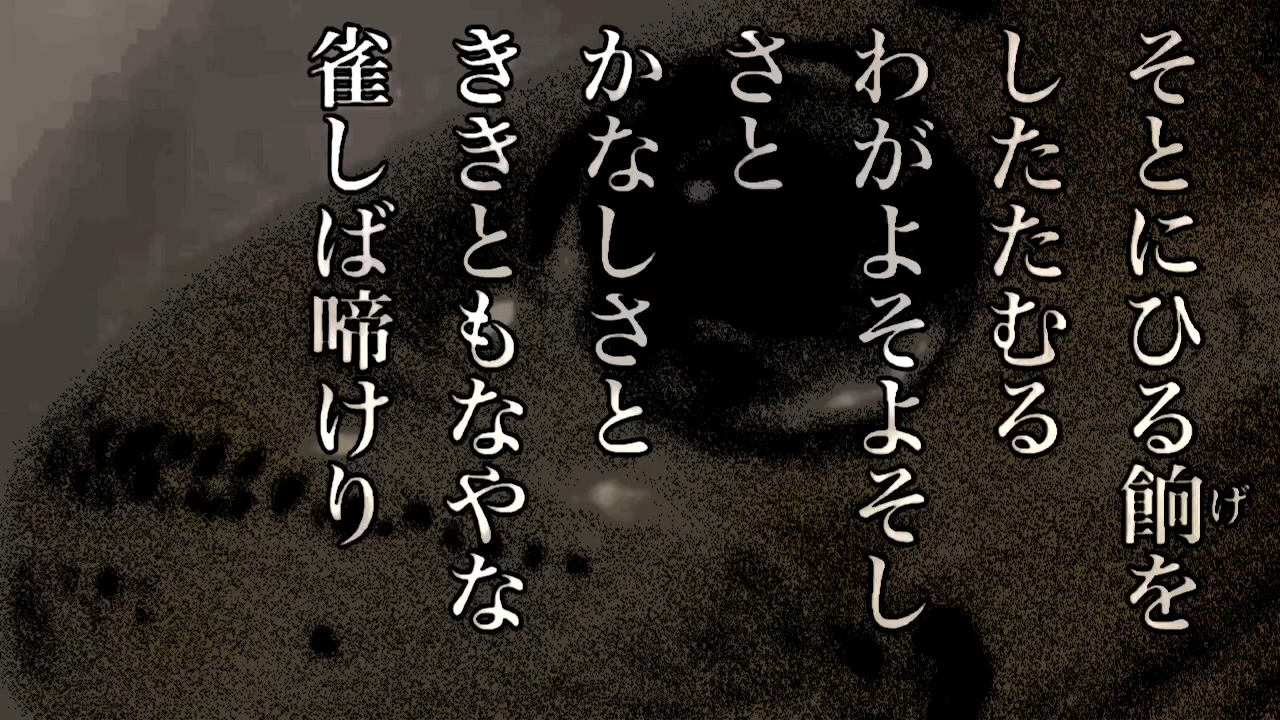 そとにひる餉を
げ
したたむる
わがよよそよそし
さと
かなしさと
ききともなやな
雀しば啼けり